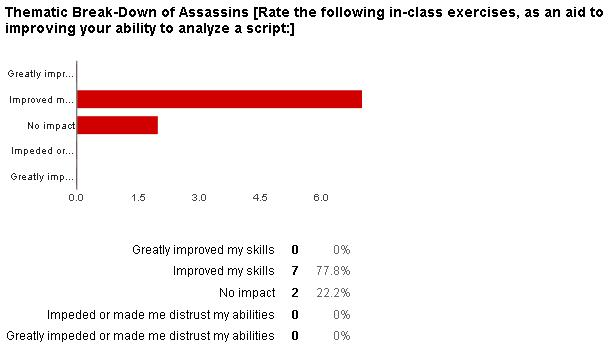 Thematic Break-Down of Assassins [Rate the following in-class exercises, as an aid to
improving your ability to analyze a script:]
Greatly impr...
Improved m...
No impact
Impeded or...
Greatly imp...
0.0 1.5 3.0 4.5 6.0
Greatly improved my skills 0 0%
Improved my skills 7 77.8%
No impact 2 22.2%
Impeded or made me distrust my abilities 0 0%
Greatly impeded or made me distrust my abilities 0 0%